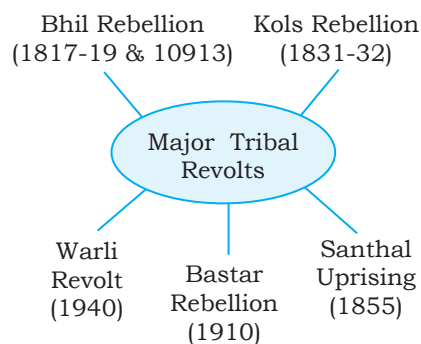 Bhil Rebellion
(1817-19 & 10913)
Kols Rebellion
(1831-32)
Major Tribal
Revolts
Warli
Revolt
(1940)
Bastar
Rebellion
(1910)
Santhal
Uprising
(1855)